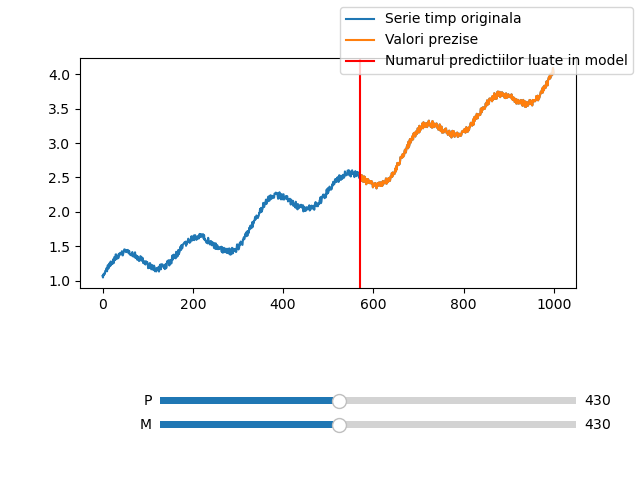 Serie timp originala
Valori prezise
Numarul predictiilor luate in model
4.0
3.5
3.0
2.5
2.0
1.5
1.0
0 200 400 600 800 1000
P 430
M 430